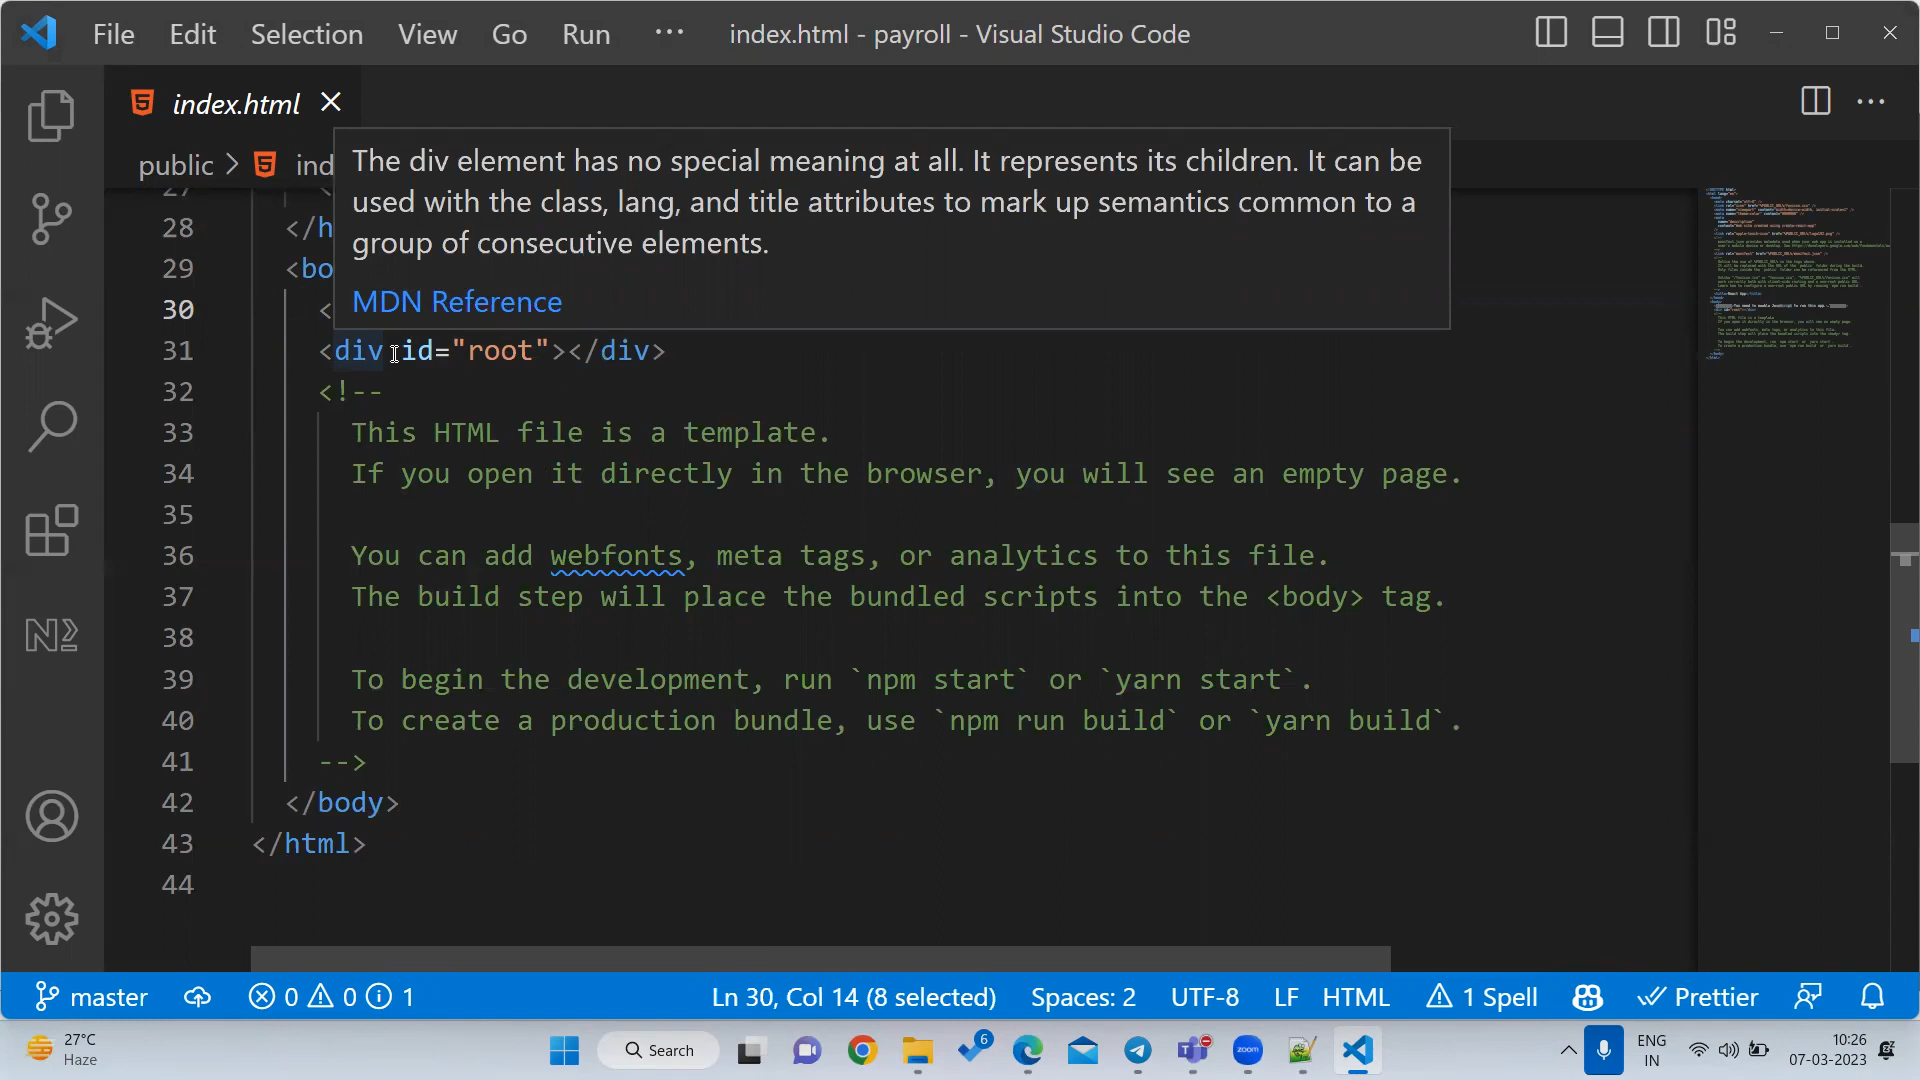 File Edit Selection View Go Run ··· index.html - payroll - Visual Studio Code
index.html
public > ind
The div element has no special meaning at all. It represents its children. It can be
used with the class, lang, and title attributes to mark up semantics common to a
group of consecutive elements.
MDN Reference
27 <
28 </h
29 <bo
30 <
31 <div id="root"></div>
32 <!--
33 This HTML file is a template.
34 If you open it directly in the browser, you will see an empty page.
35
36 You can add webfonts, meta tags, or analytics to this file.
37 The build step will place the bundled scripts into the <body> tag.
38
39 To begin the development, run `npm start` or `yarn start`.
40 To create a production bundle, use `npm run build` or `yarn build`.
41 -->
42 </body>
43 </html>
44
master 0 0 1 Ln 30, Col 14 (8 selected) Spaces: 2 UTF-8 LF HTML 1 Spell Prettier
27°C
Haze
Search
6
zoom
ENG
IN
10:26
07-03-2023